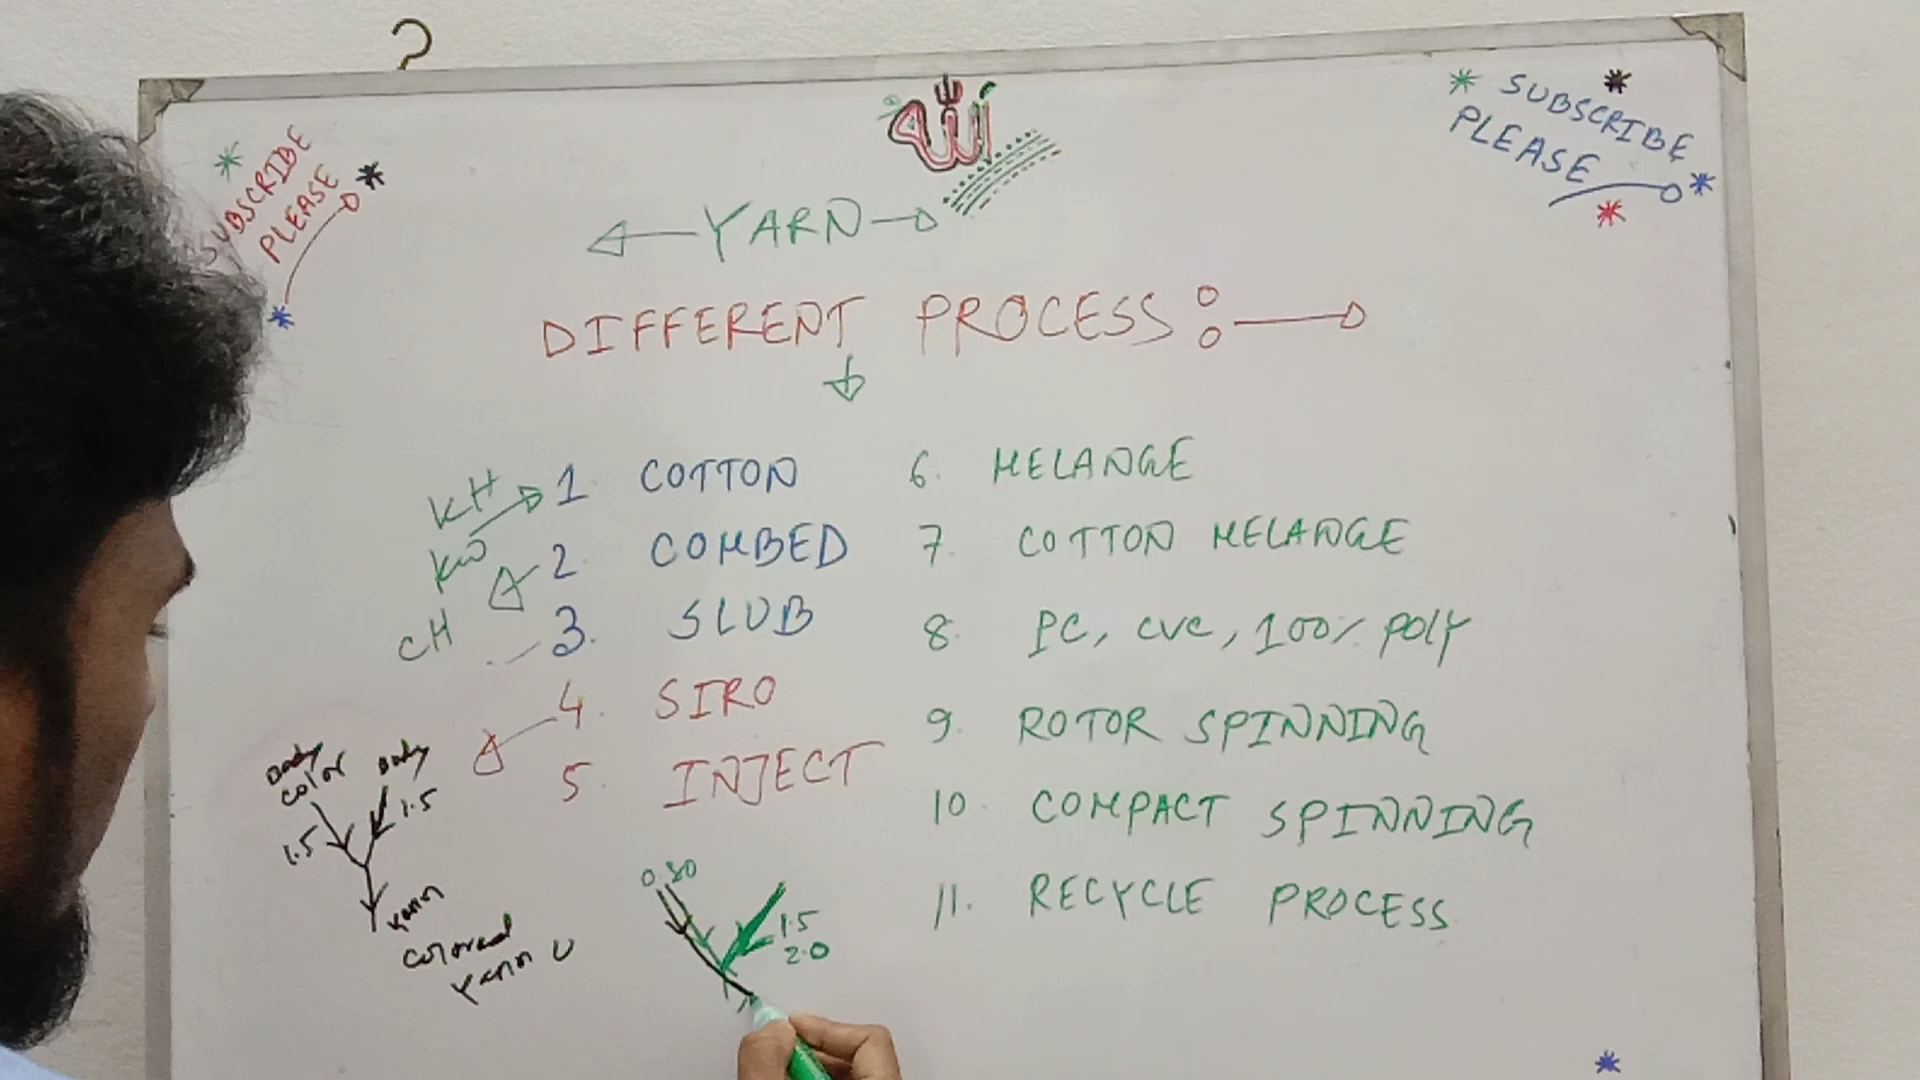 الله
SUBSCRIBE
PLEASE
SUBSCRIBE
PLEASE
YARN
DIFFERENT PROCESS:
KH
KW
CH
1. COTTON
2. COMBED
3. SLUB
4. SIRO
5. INJECT
6. MELANGE
7. COTTON MELANGE
8. PC, CVC, 100% POLY
9. ROTOR SPINNING
10. COMPACT SPINNING
11. RECYCLE PROCESS
Body
color
Body
1.5
1.5
Yarn
colored
Yarn
0.80
1.5
2.0